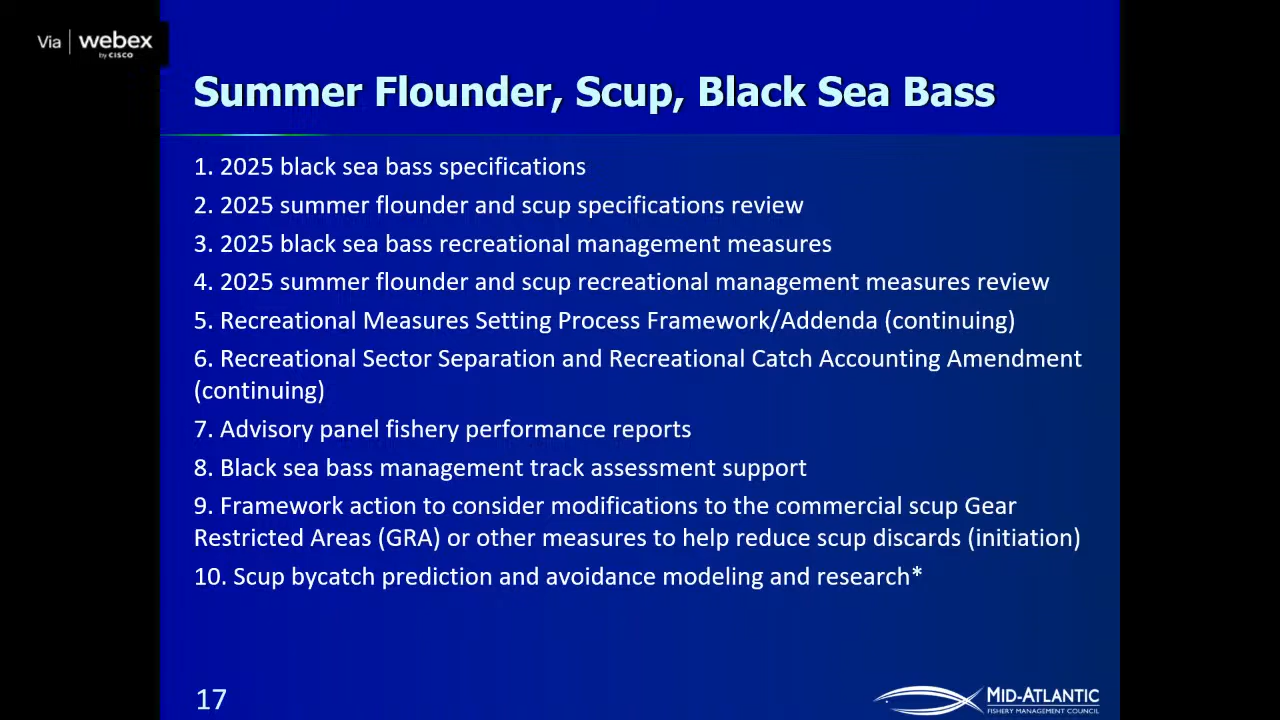 Via | webex
by CISCO
Summer Flounder, Scup, Black Sea Bass
1. 2025 black sea bass specifications
2. 2025 summer flounder and scup specifications review
3. 2025 black sea bass recreational management measures
4. 2025 summer flounder and scup recreational management measures review
5. Recreational Measures Setting Process Framework/Addenda (continuing)
6. Recreational Sector Separation and Recreational Catch Accounting Amendment
(continuing)
7. Advisory panel fishery performance reports
8. Black sea bass management track assessment support
9. Framework action to consider modifications to the commercial scup Gear
Restricted Areas (GRA) or other measures to help reduce scup discards (initiation)
10. Scup bycatch prediction and avoidance modeling and research*
17
MID-ATLANTIC
FISHERY MANAGEMENT COUNCIL